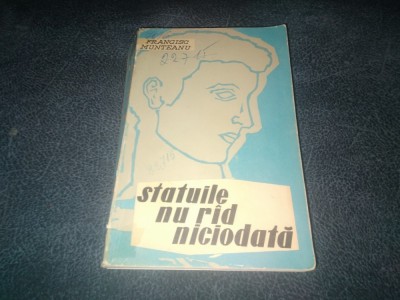 FRANCISC
MUNTEANU
statuile
nu rîd
niciodată